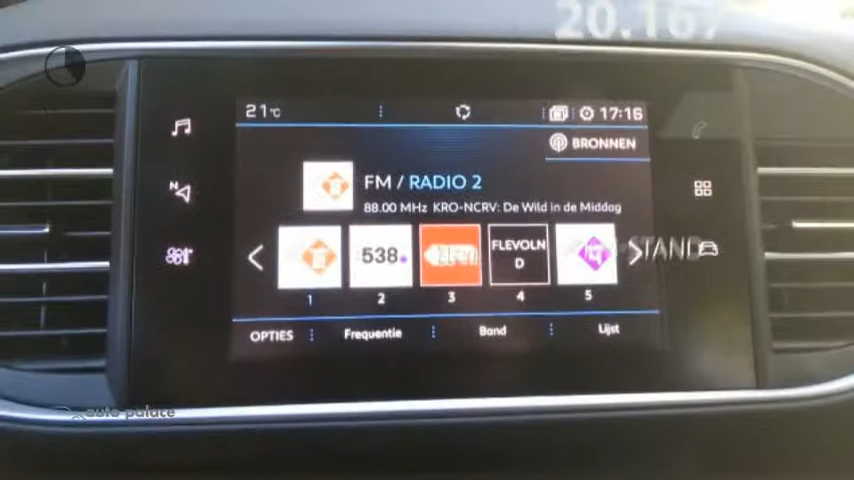 20.167
21°C
17:16
BRONNEN
FM / RADIO 2
88.00 MHz KRO-NCRV: De Wild in de Middag
538
FLEVOLN
D
STAND
1 2 3 4 5
OPTIES Frequentie Band Lijst
auto palace